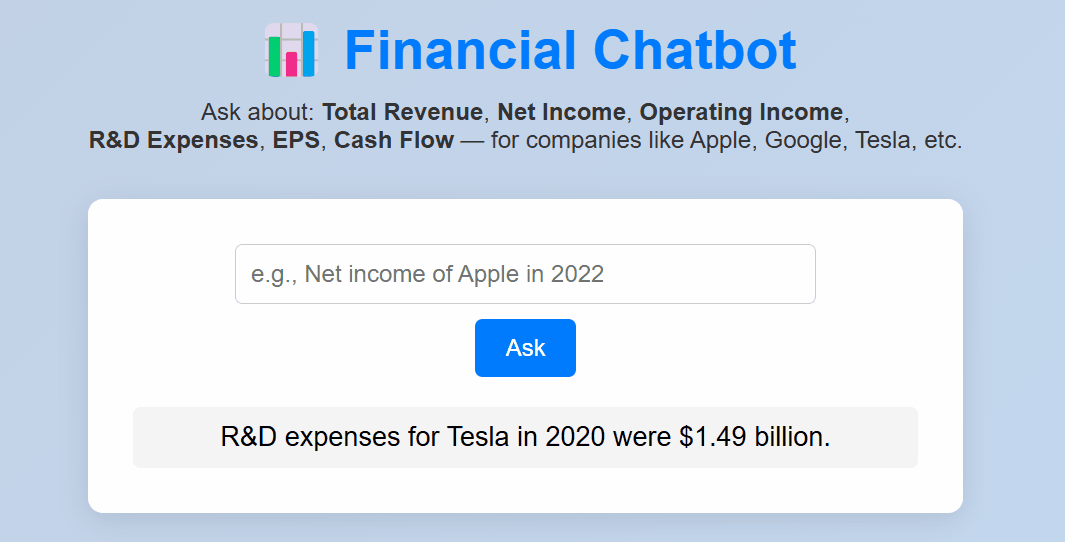 Financial Chatbot
Ask about: Total Revenue, Net Income, Operating Income,
R&D Expenses, EPS, Cash Flow — for companies like Apple, Google, Tesla, etc.
e.g., Net income of Apple in 2022
Ask
R&D expenses for Tesla in 2020 were $1.49 billion.